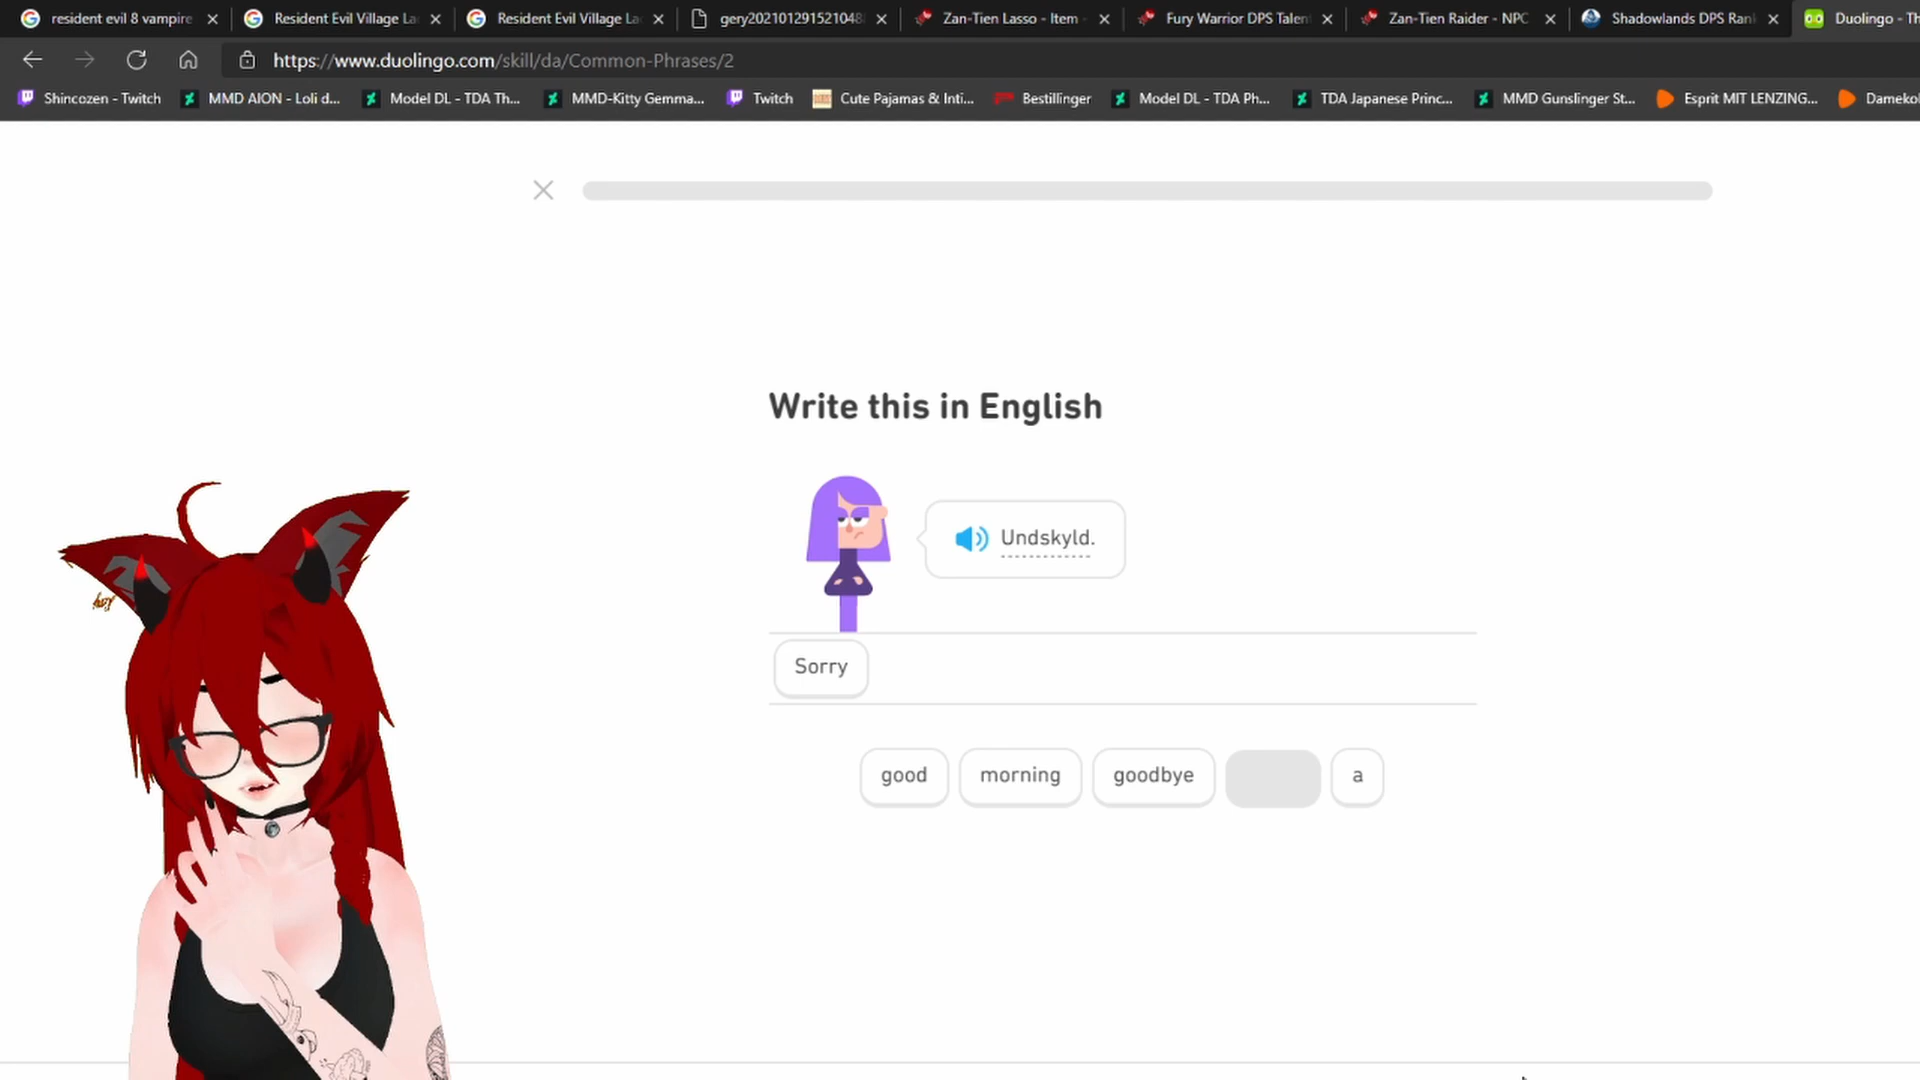 resident evil 8 vampire
Resident Evil Village La
Resident Evil Village La
gery2021012915210488
Zan-Tien Lasso - Item -
Fury Warrior DPS Talen
Zan-Tien Raider - NPC
Shadowlands DPS Ran
Duolingo - Th
https://www.duolingo.com/skill/da/Common-Phrases/2
Shincozen - Twitch
MMD AION - Loli d...
Model DL - TDA Th...
MMD-Kitty Gemma...
Twitch
Cute Pajamas & Inti...
Bestillinger
Model DL - TDA Ph...
TDA Japanese Princ...
MMD Gunslinger St...
Esprit MIT LENZING...
Damekol
Write this in English
Undskyld.
Sorry
good
morning
goodbye
a